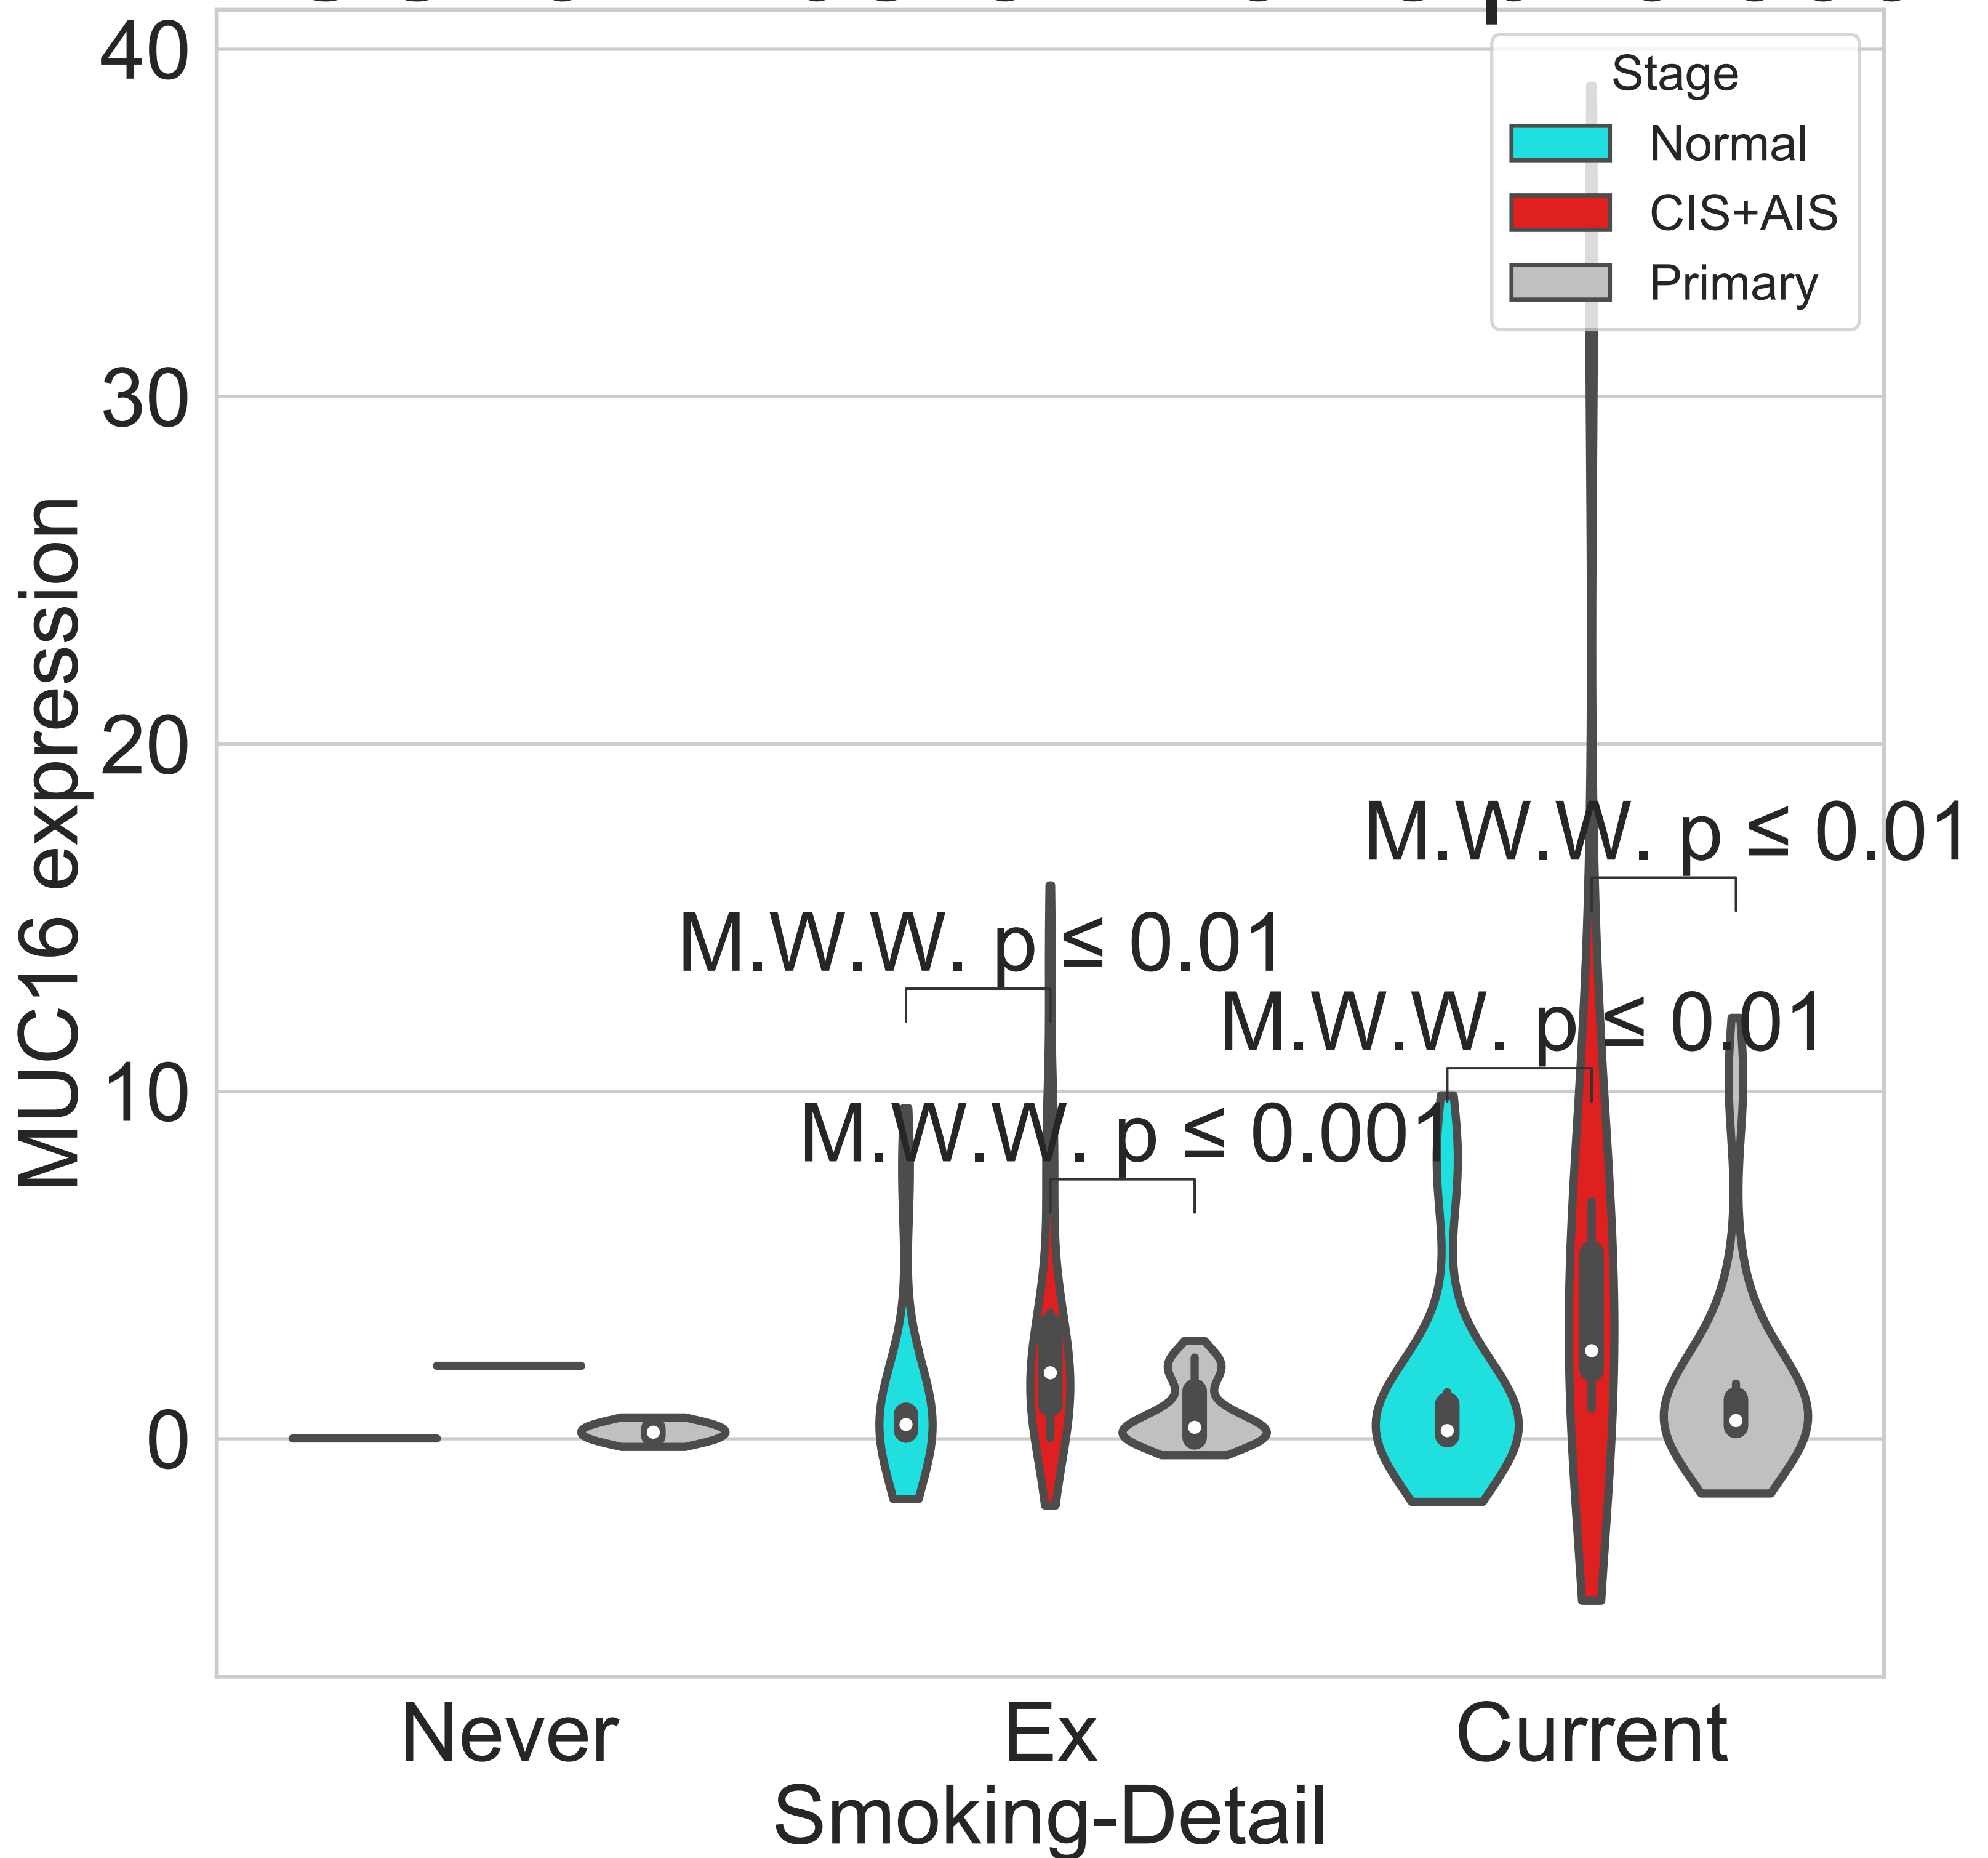 40
30
20
10
0
MUC16 expression
Stage
Normal
CIS+AIS
Primary
M.W.W. p ≤ 0.01
M.W.W. p ≤ 0.01
M.W.W. p ≤ 0.01
M.W.W. p ≤ 0.001
Never
Ex
Current
Smoking-Detail